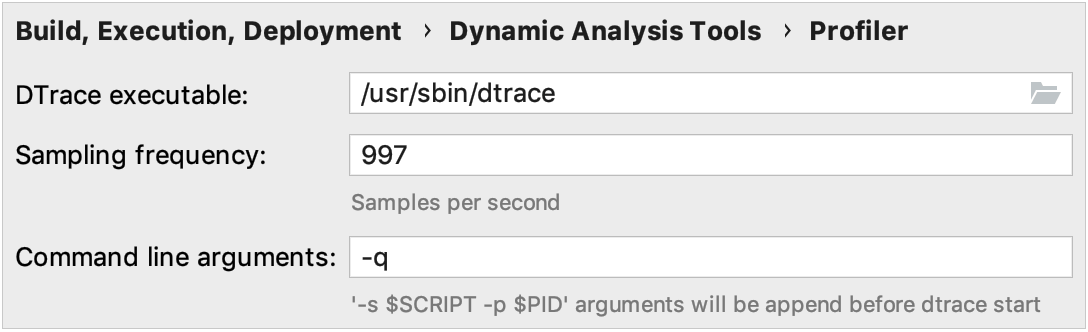 Build, Execution, Deployment › Dynamic Analysis Tools › Profiler
DTrace executable: /usr/sbin/dtrace
Sampling frequency: 997
Samples per second
Command line arguments: -q
'-s $SCRIPT -p $PID' arguments will be append before dtrace start